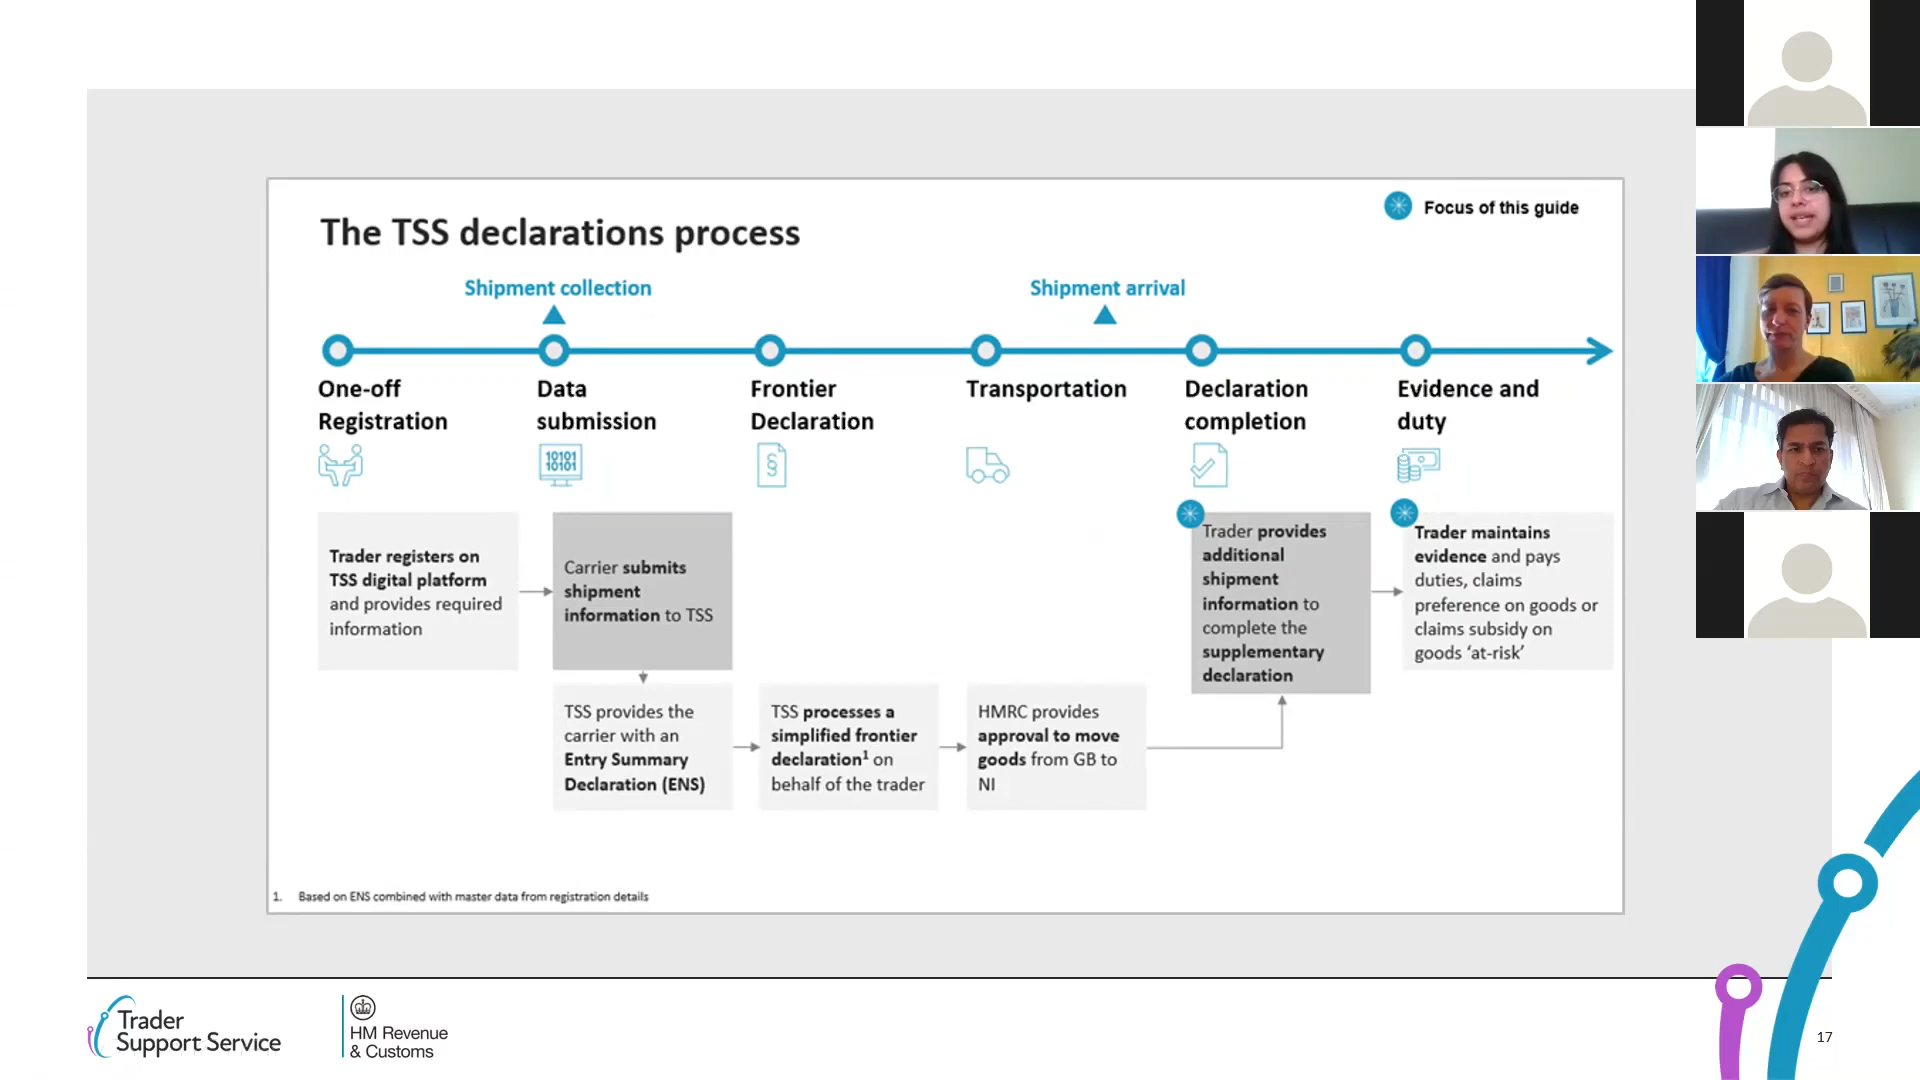 The TSS declarations process
Focus of this guide
Shipment collection
Shipment arrival
One-off
Registration
Data
submission
Frontier
Declaration
Transportation
Declaration
completion
Evidence and
duty
10101
10101
§
Trader registers on
TSS digital platform
and provides required
information
Carrier submits
shipment
information to TSS
TSS provides the
carrier with an
Entry Summary
Declaration (ENS)
TSS processes a
simplified frontier
declaration¹ on
behalf of the trader
HMRC provides
approval to move
goods from GB to
NI
Trader provides
additional
shipment
information to
complete the
supplementary
declaration
Trader maintains
evidence and pays
duties, claims
preference on goods or
claims subsidy on
goods ‘at-risk’
1. Based on ENS combined with master data from registration details
Trader
Support Service
HM Revenue
& Customs
17